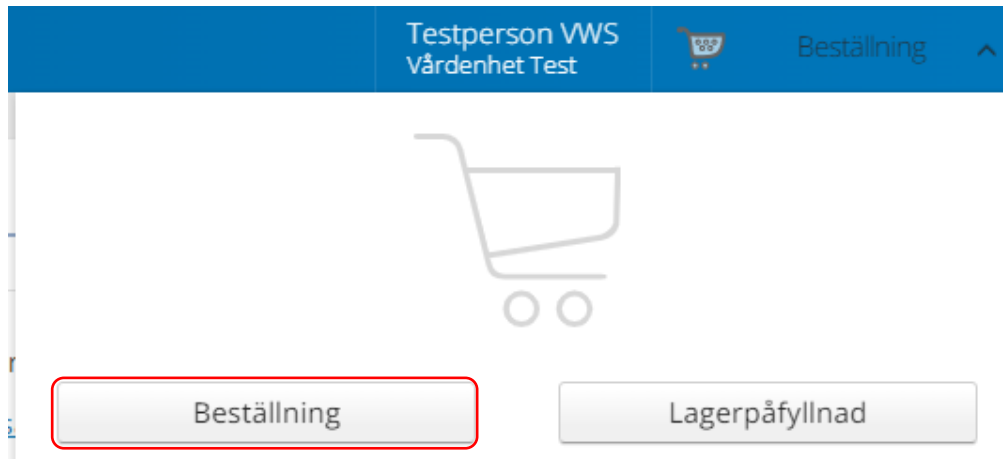 Testperson VWS
Vårdenhet Test
Beställning
Beställning
Lagerpåfyllnad